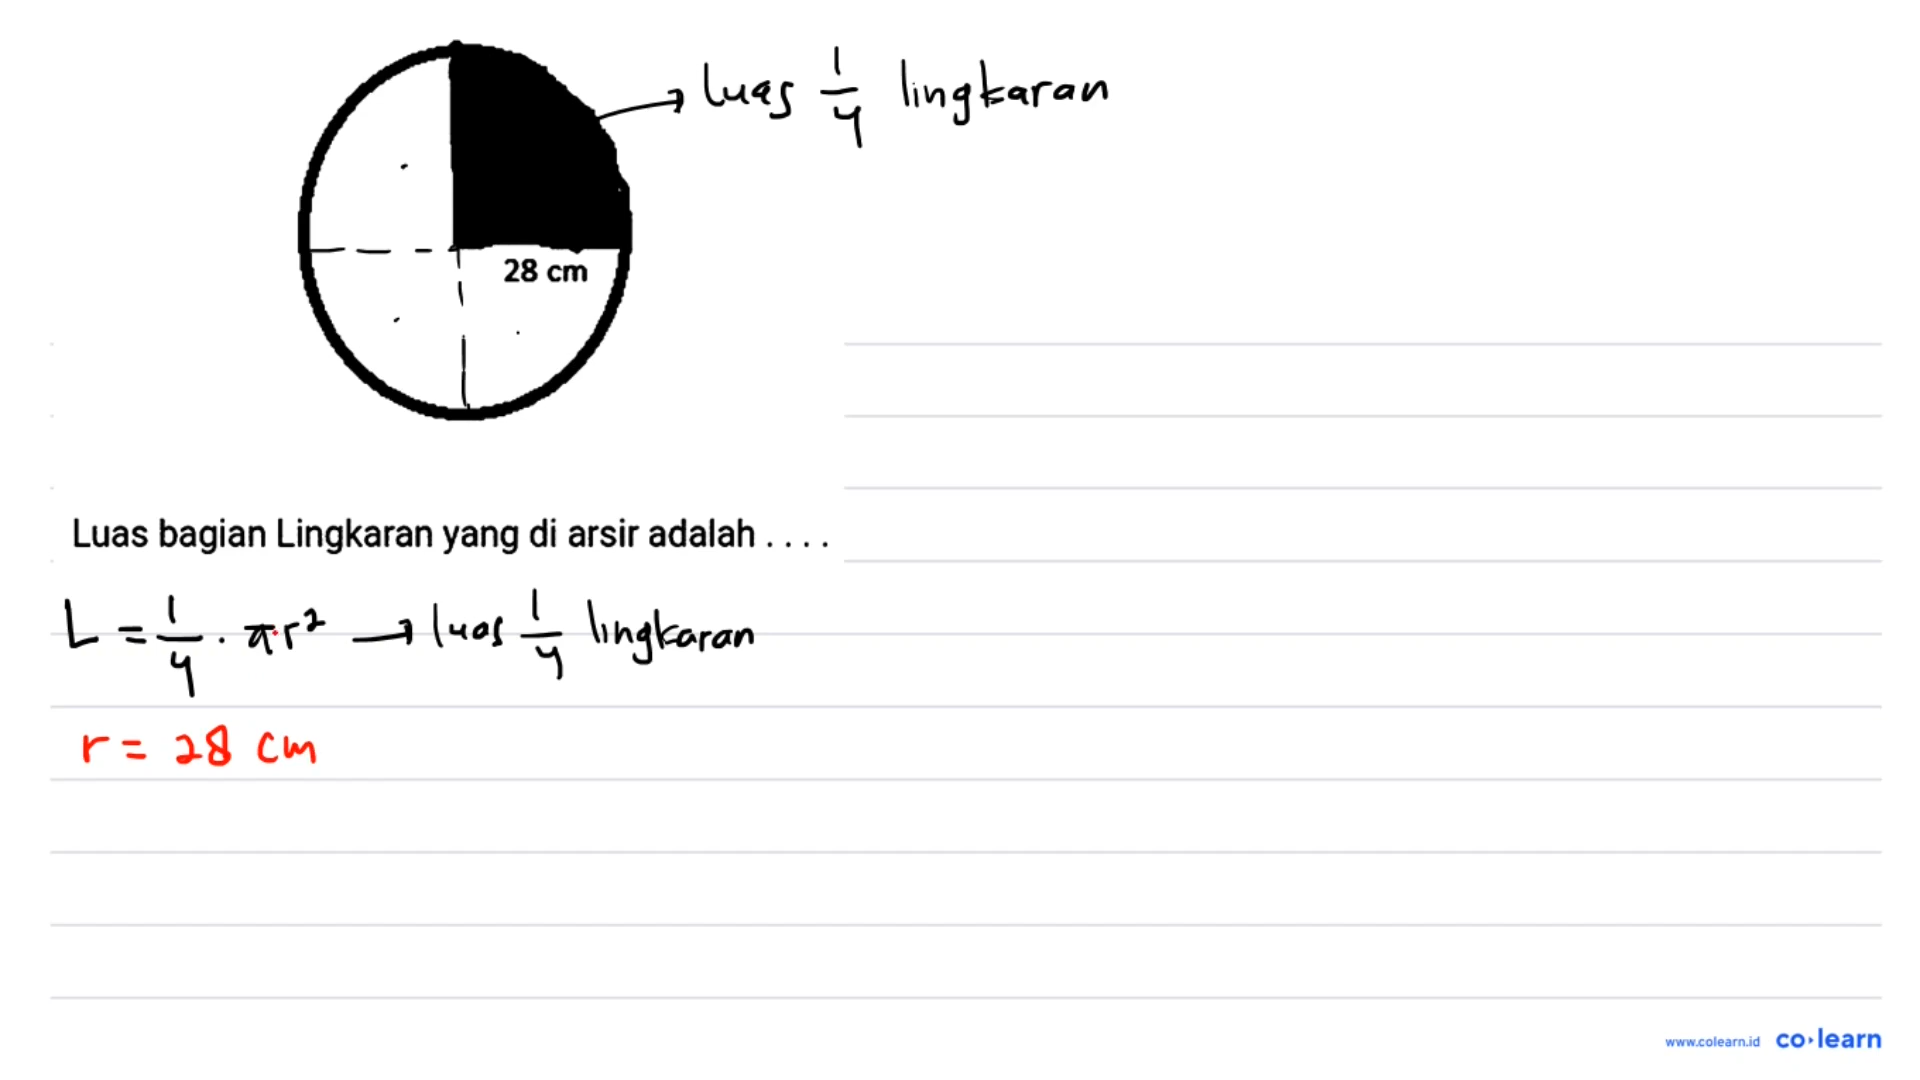 luas 1/4 lingkaran
28 cm
Luas bagian Lingkaran yang di arsir adalah . . . .
L = 1/4 . πr² → luas 1/4 lingkaran
r = 28 cm
www.colearn.id co learn